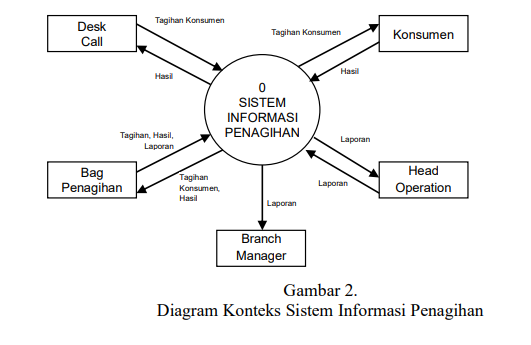 Desk
Call
Tagihan Konsumen
Hasil
Tagihan Konsumen
Konsumen
Hasil
0
SISTEM
INFORMASI
PENAGIHAN
Tagihan, Hasil,
Laporan
Bag
Penagihan
Tagihan
Konsumen,
Hasil
Laporan
Laporan
Head
Operation
Laporan
Branch
Manager
Gambar 2.
Diagram Konteks Sistem Informasi Penagihan